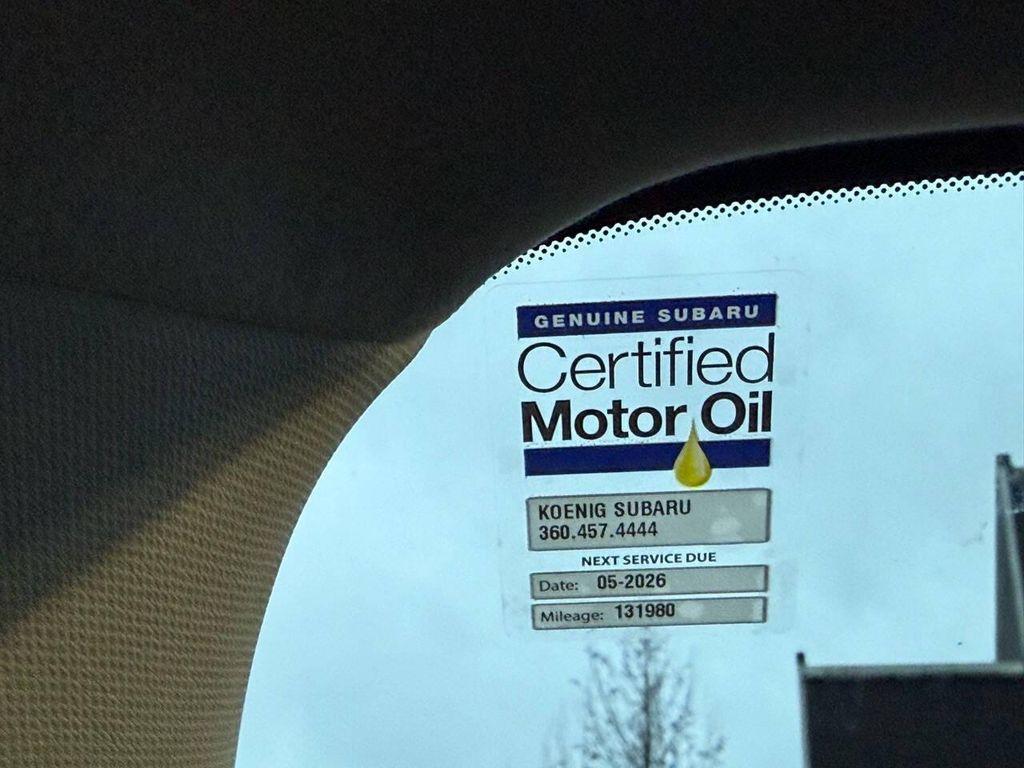 GENUINE SUBARU
Certified
Motor Oil
KOENIG SUBARU
360.457.4444
NEXT SERVICE DUE
Date: 05-2026
Mileage: 131980